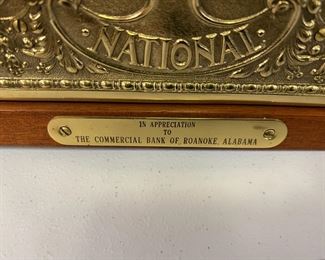 NATIONAL
IN APPRECIATION
TO
THE COMMERCIAL BANK OF ROANOKE, ALABAMA